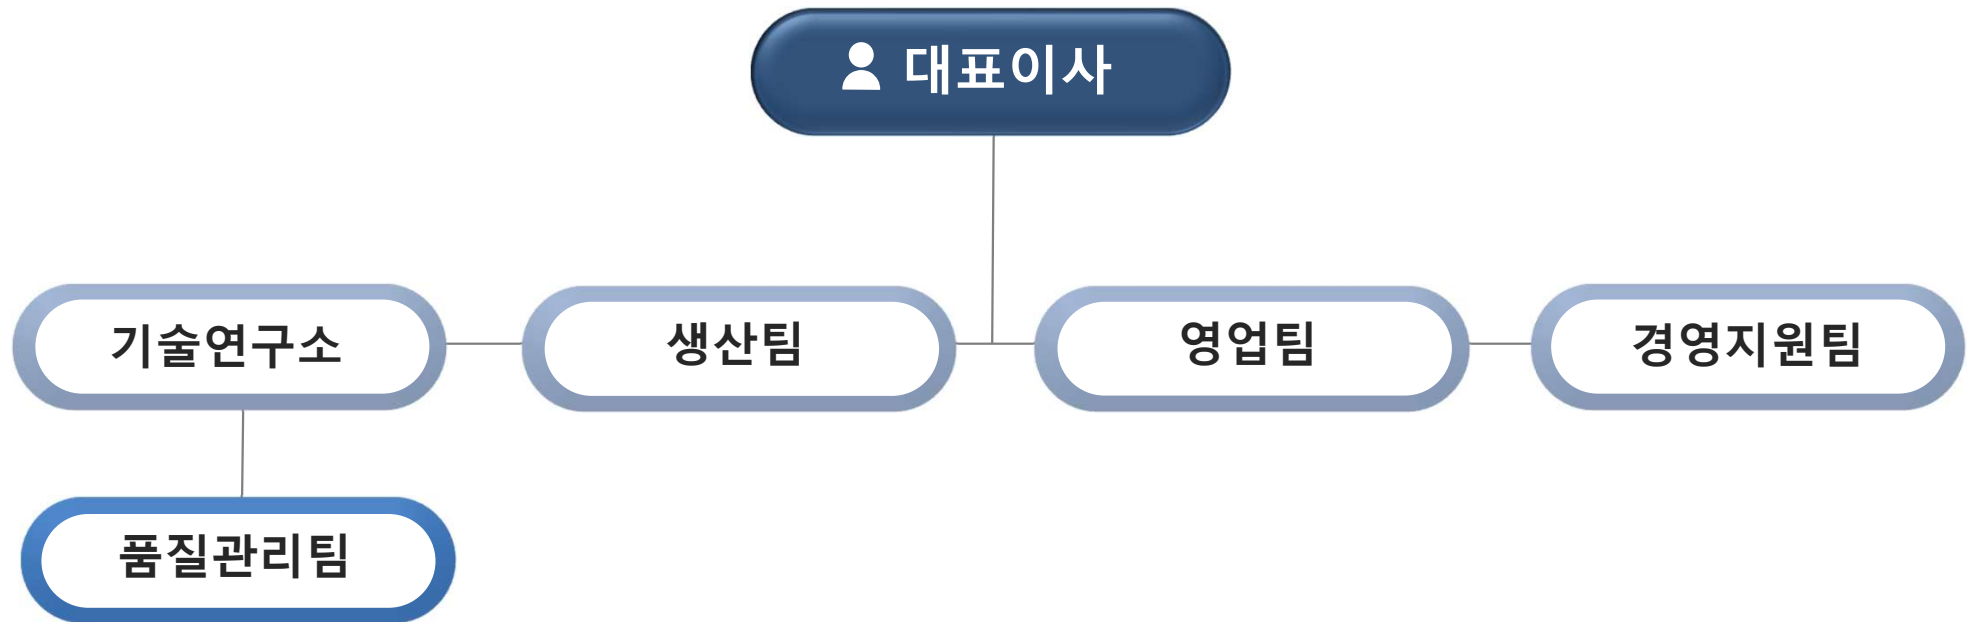 대표이사
기술연구소
생산팀
영업팀
경영지원팀
품질관리팀